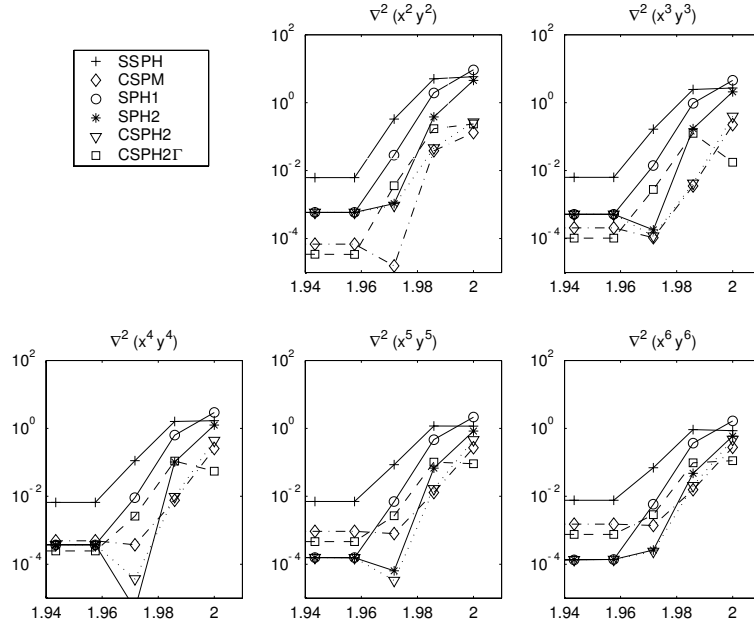 ∇² (x² y²)
∇² (x³ y³)
SSPH
CSPM
SPH1
SPH2
CSPH2
CSPH2Γ
10²
10⁰
10⁻²
10⁻⁴
1.94 1.96 1.98 2
10²
10⁰
10⁻²
10⁻⁴
1.94 1.96 1.98 2
∇² (x⁴ y⁴)
∇² (x⁵ y⁵)
∇² (x⁶ y⁶)
10²
10⁰
10⁻²
10⁻⁴
1.94 1.96 1.98 2
10²
10⁰
10⁻²
10⁻⁴
1.94 1.96 1.98 2
10²
10⁰
10⁻²
10⁻⁴
1.94 1.96 1.98 2